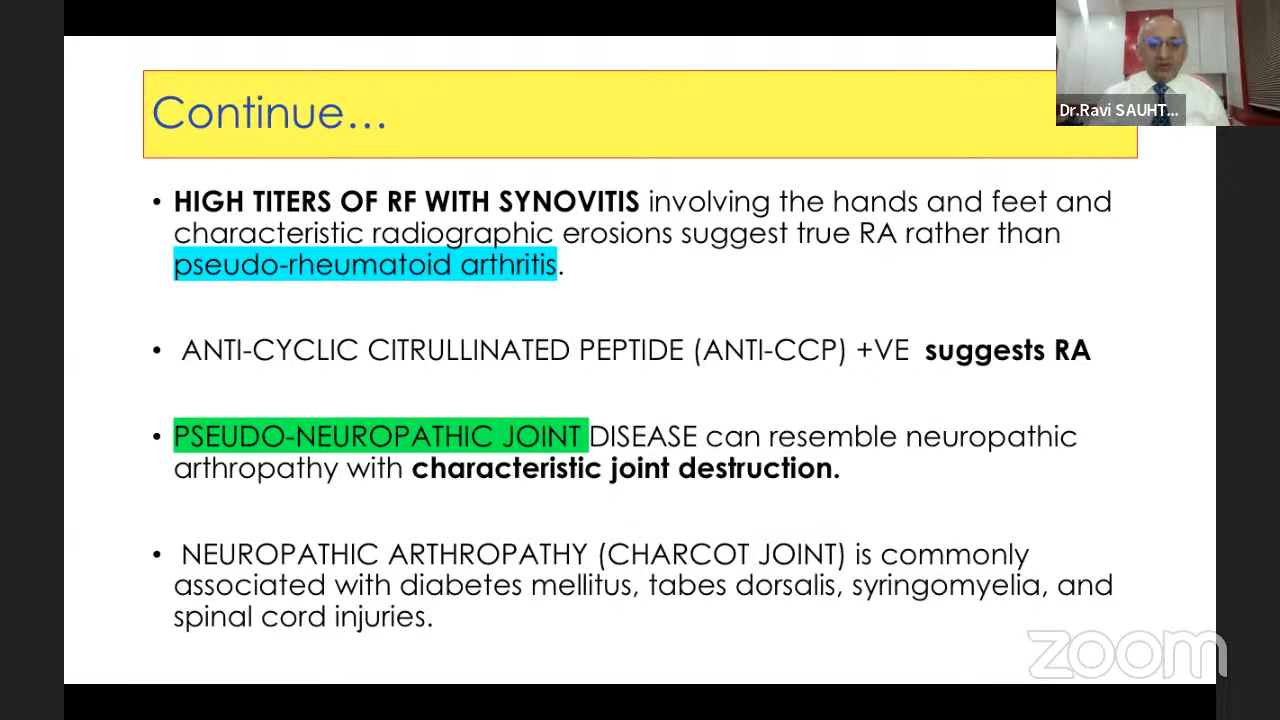 Dr.Ravi SAUHT...
Continue...
• HIGH TITERS OF RF WITH SYNOVITIS involving the hands and feet and
characteristic radiographic erosions suggest true RA rather than
pseudo-rheumatoid arthritis.
• ANTI-CYCLIC CITRULLINATED PEPTIDE (ANTI-CCP) +VE suggests RA
• PSEUDO-NEUROPATHIC JOINT DISEASE can resemble neuropathic
arthropathy with characteristic joint destruction.
• NEUROPATHIC ARTHROPATHY (CHARCOT JOINT) is commonly
associated with diabetes mellitus, tabes dorsalis, syringomyelia, and
spinal cord injuries.
zoom